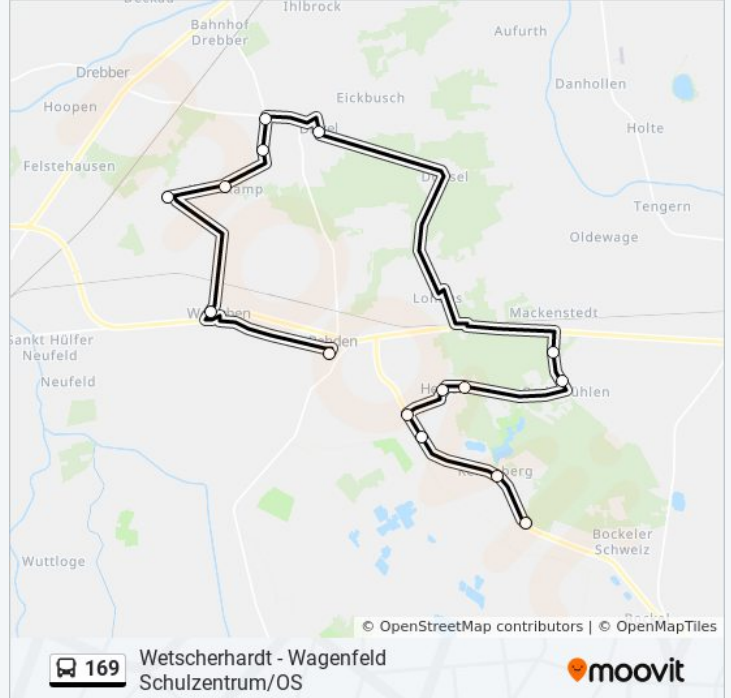 Deckau
Ihlbrock
Bahnhof
Drebber
Aufurth
Drebber
Danhollen
Eickbusch
Hoopen
Holte
Felstehausen
Tengern
Oldewage
Mackenstedt
Sankt Hülfer
Neufeld
Neufeld
Bockeler
Schweiz
Wuttloge
© OpenStreetMap contributors | © OpenMapTiles
169
Wetscherhardt - Wagenfeld
Schulzentrum/OS
moovit